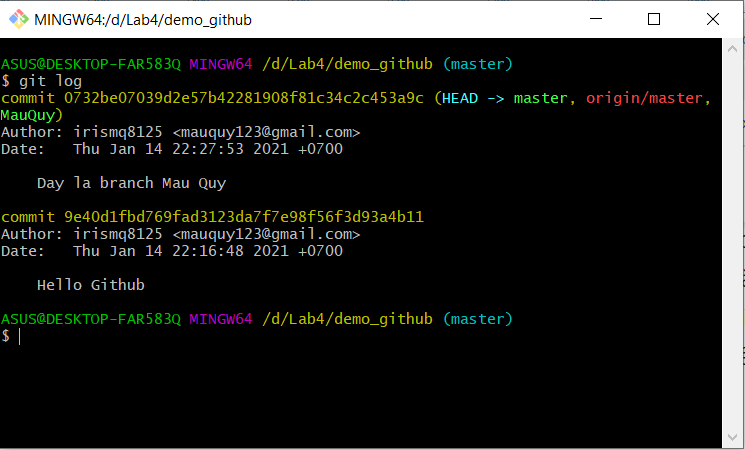 MINGW64:/d/Lab4/demo_github
ASUS@DESKTOP-FAR583Q MINGW64 /d/Lab4/demo_github (master)
$ git log
commit 0732be07039d2e57b42281908f81c34c2c453a9c (HEAD -> master, origin/master,
MauQuy)
Author: irismq8125 <mauquy123@gmail.com>
Date:   Thu Jan 14 22:27:53 2021 +0700
    Day la branch Mau Quy
commit 9e40d1fbd769fad3123da7f7e98f56f3d93a4b11
Author: irismq8125 <mauquy123@gmail.com>
Date:   Thu Jan 14 22:16:48 2021 +0700
    Hello Github
ASUS@DESKTOP-FAR583Q MINGW64 /d/Lab4/demo_github (master)
$